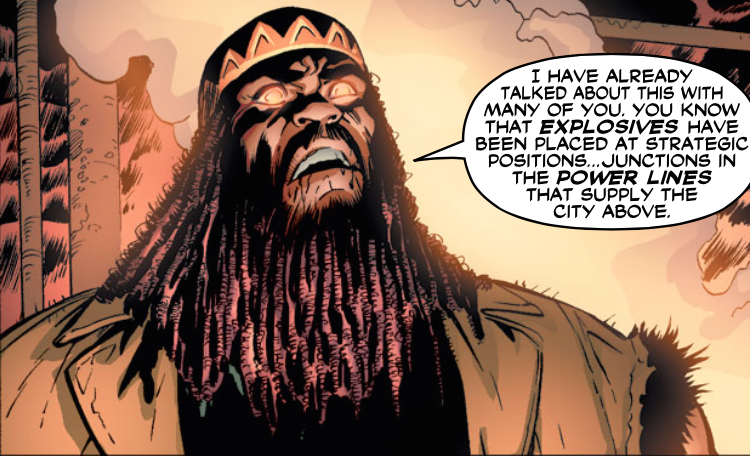 I HAVE ALREADY
TALKED ABOUT THIS WITH
MANY OF YOU. YOU KNOW
THAT EXPLOSIVES HAVE
BEEN PLACED AT STRATEGIC
POSITIONS...JUNCTIONS IN
THE POWER LINES
THAT SUPPLY THE
CITY ABOVE.